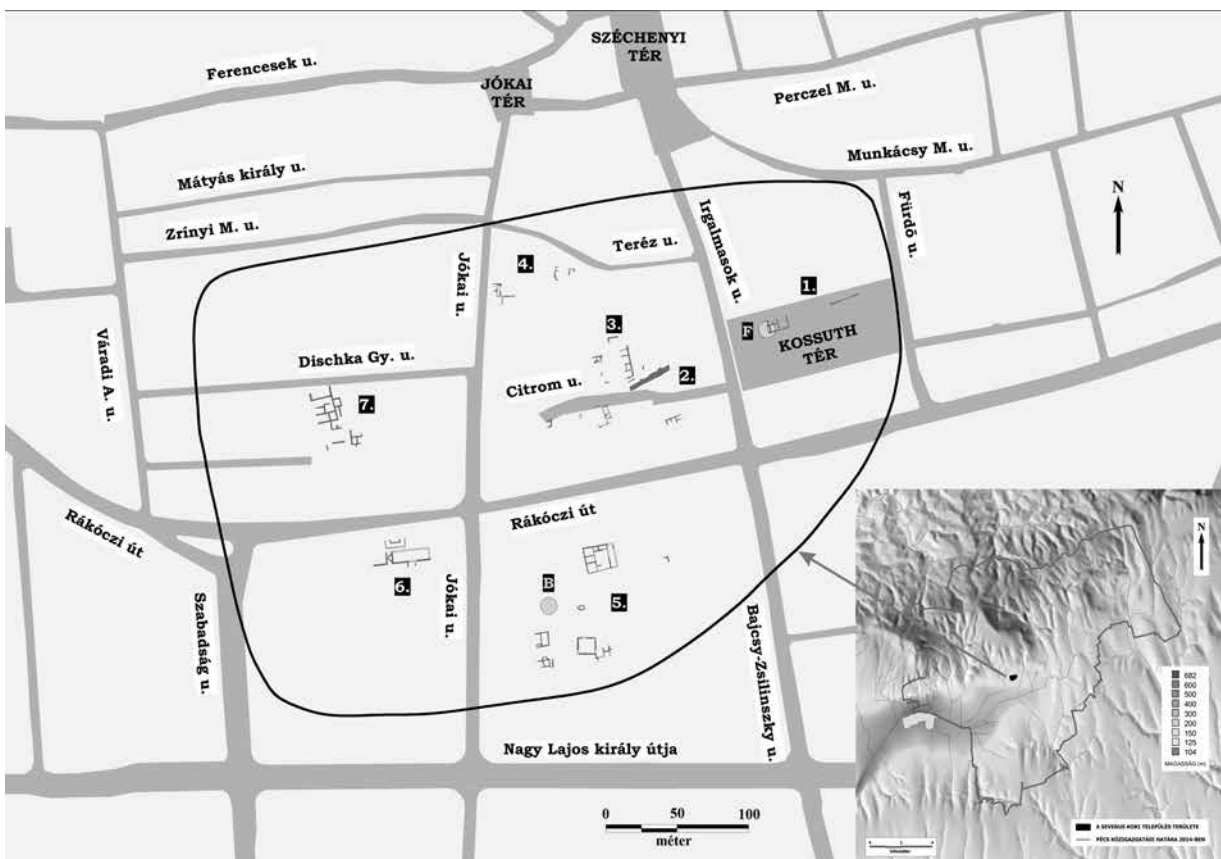 SZÉCHENYI
TÉR
Ferencesek u.
JÓKAI
TÉR
Perczel M. u.
Munkácsy M. u.
Mátyás király u.
N
Zrínyi M. u.
Irgalmasok u.
Fürdő u.
Teréz u.
Jókai u.
4.
1.
F
KOSSUTH
TÉR
3.
Váradi A. u.
Dischka Gy. u.
Citrom u.
2.
7.
Rákóczi út
Rákóczi út
6.
B
5.
Szabadság u.
Jókai u.
Bajcsy-Zsilinszky u.
Nagy Lajos király útja
0 50 100
méter
N
682
600
500
400
300
200
150
125
104
MAGASSÁG (m)
A SEVERUS-KORI TELEPÜLÉS TERÜLETE
PÉCS KÖZIGAZGATÁSI HATÁRA 2014-BEN